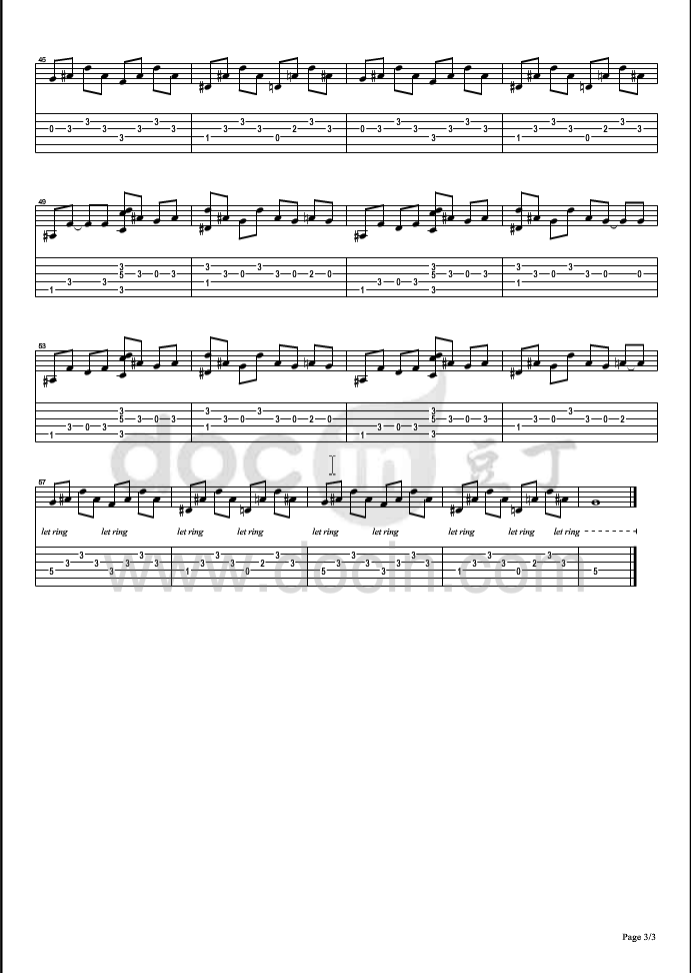 45
3 3 3 3 3 3 3 3
0 3 3 3 3 3 3 2 3 0 3 3 3 3 3 3 2 3
3 1 0 3 1 0
49
3 3 3 3 3 3
5 3 0 3 3 0 2 0 5 3 0 3 3 0 0
3 3 1 3 0 3 0 3 1 3 0
1 3 1 3
53
3 3 3 3 3 3
5 3 0 3 3 0 2 0 5 3 0 3 3 0 2
3 0 3 1 3 0 3 0 3 1 3 0
1 3 1 3
docin 豆丁
57
let ring let ring let ring let ring let ring let ring let ring let ring let ring
3 3 3 3 3 3 3 3
3 3 3 3 3 3 2 3 3 3 3 3 3 3 2 3
5 3 1 0 5 3 1 0 5
www.docin.com
Page 3/3